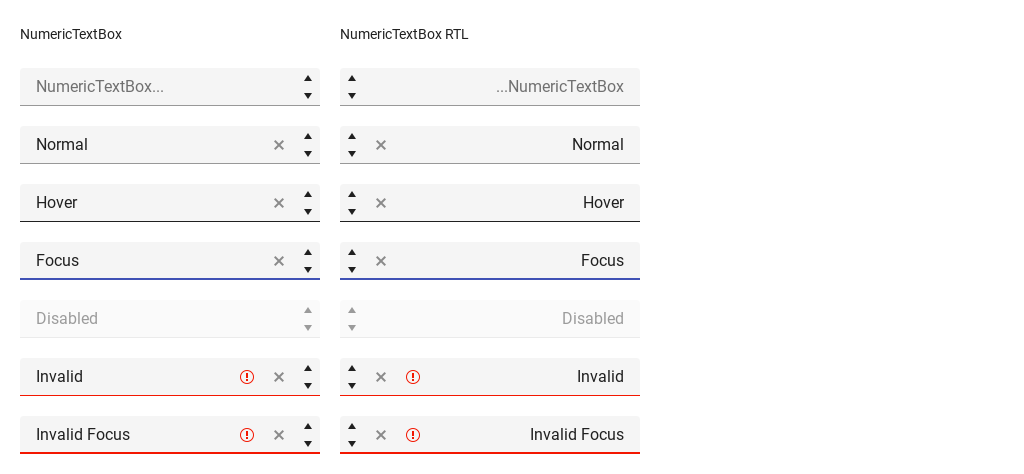 NumericTextBox
NumericTextBox RTL
NumericTextBox...
...NumericTextBox
Normal
Normal
Hover
Hover
Focus
Focus
Disabled
Disabled
Invalid
Invalid
Invalid Focus
Invalid Focus